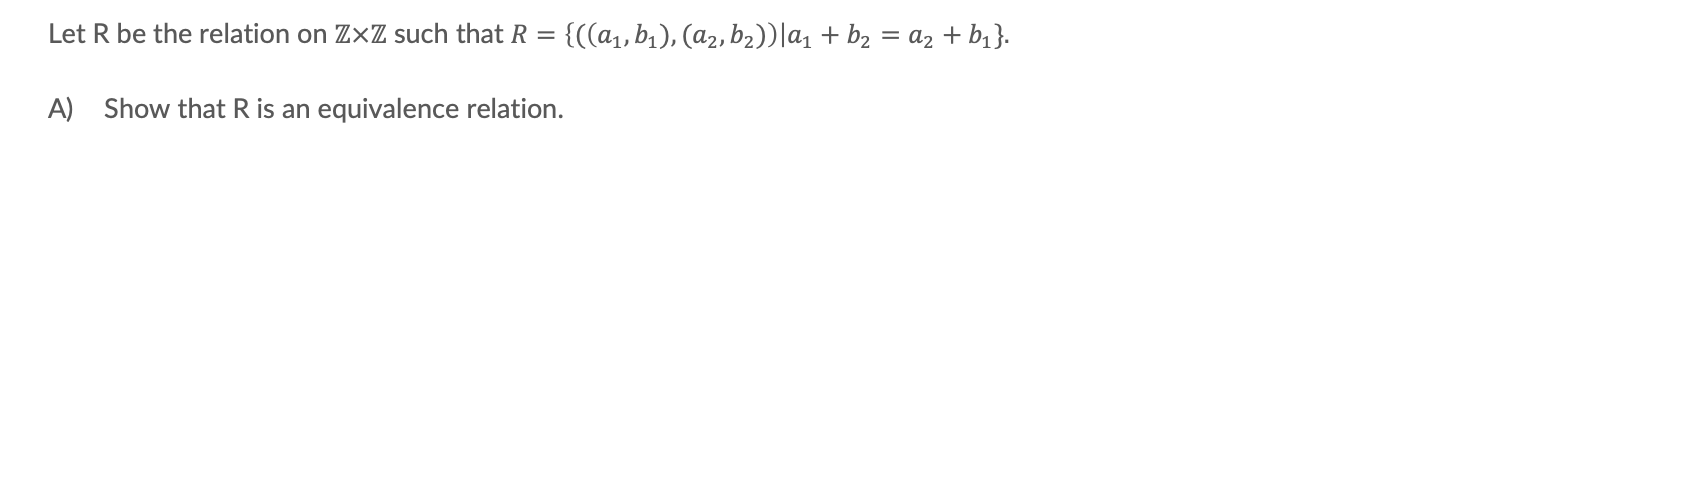 Let R be the relation on ℤ×ℤ such that R = {((a₁, b₁), (a₂, b₂))|a₁ + b₂ = a₂ + b₁}.
A) Show that R is an equivalence relation.